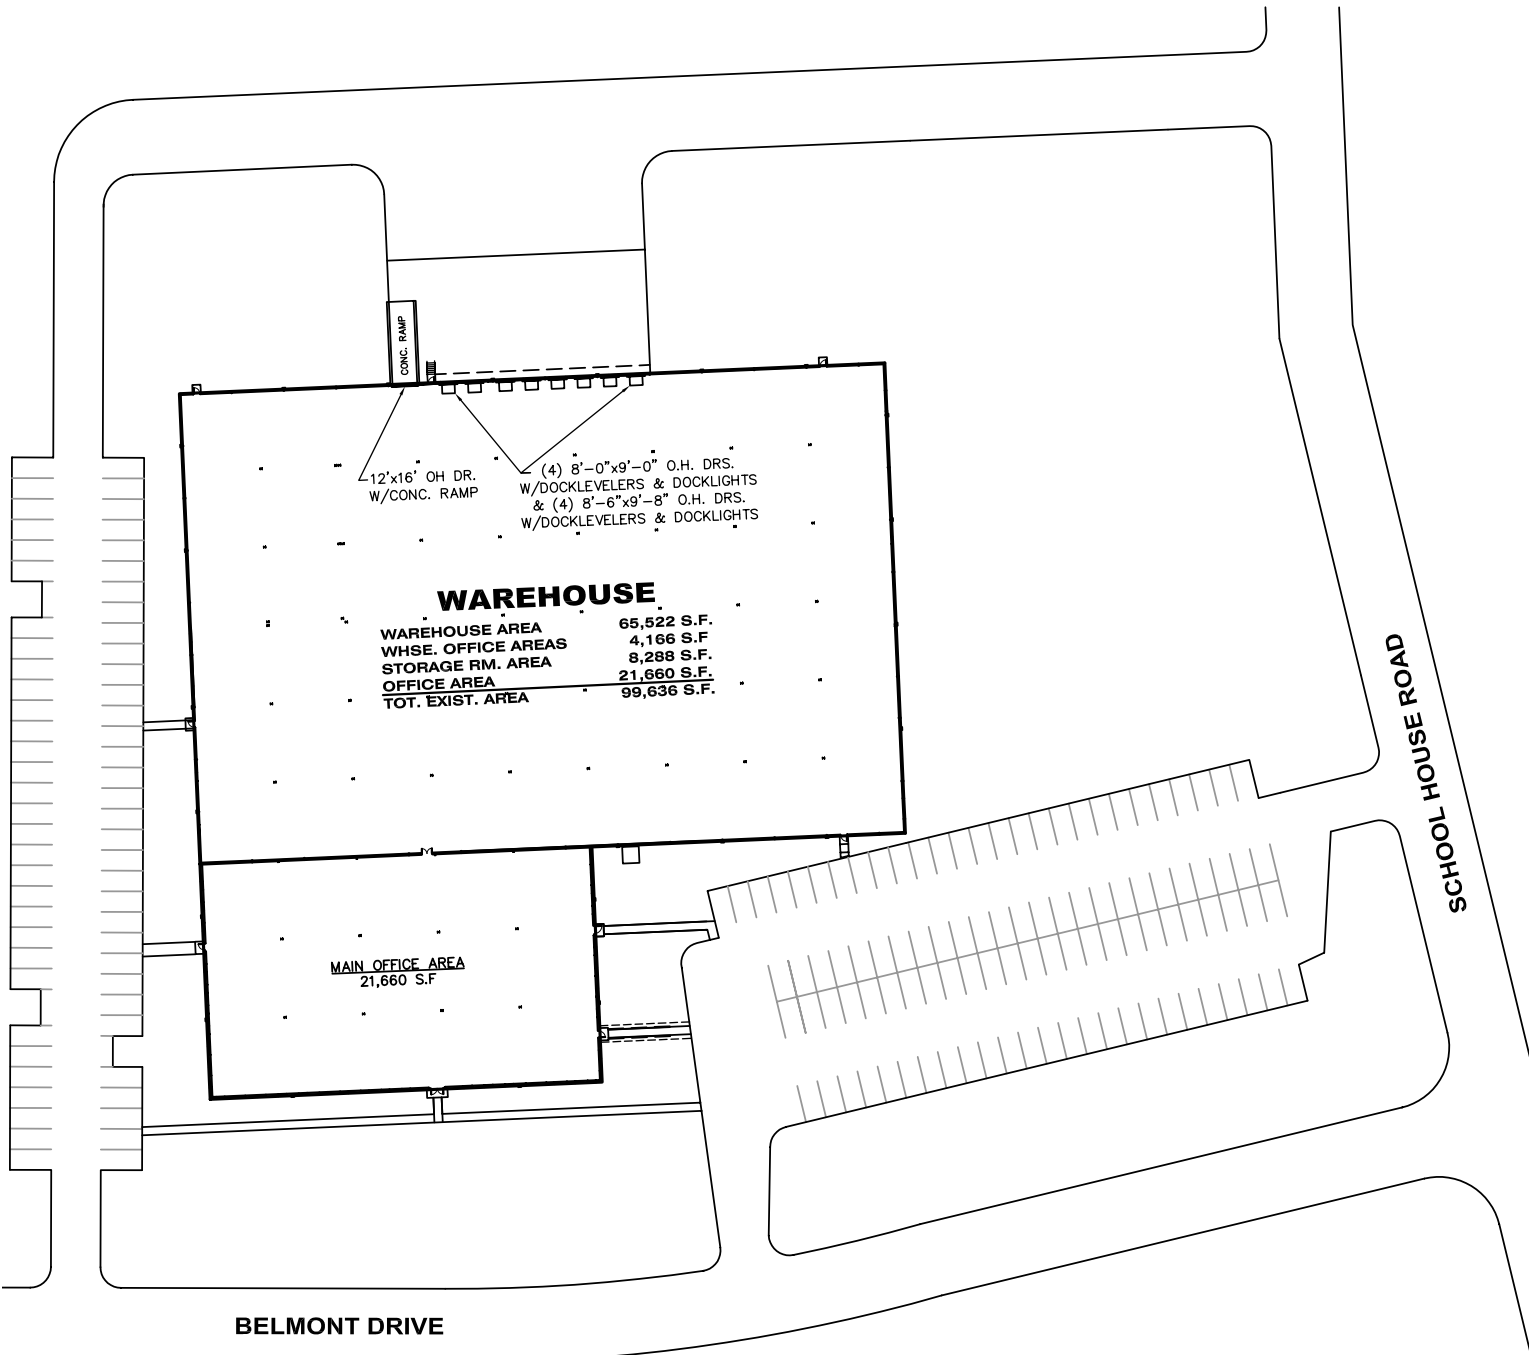 CONC. RAMP
12'x16' OH DR.
W/CONC. RAMP
(4) 8'-0"x9'-0" O.H. DRS.
W/DOCKLEVELERS & DOCKLIGHTS
& (4) 8'-6"x9'-8" O.H. DRS.
W/DOCKLEVELERS & DOCKLIGHTS
WAREHOUSE
WAREHOUSE AREA 65,522 S.F.
WHSE. OFFICE AREAS 4,166 S.F
STORAGE RM. AREA 8,288 S.F.
OFFICE AREA 21,660 S.F.
TOT. EXIST. AREA 99,636 S.F.
SCHOOL HOUSE ROAD
MAIN OFFICE AREA
21,660 S.F
BELMONT DRIVE